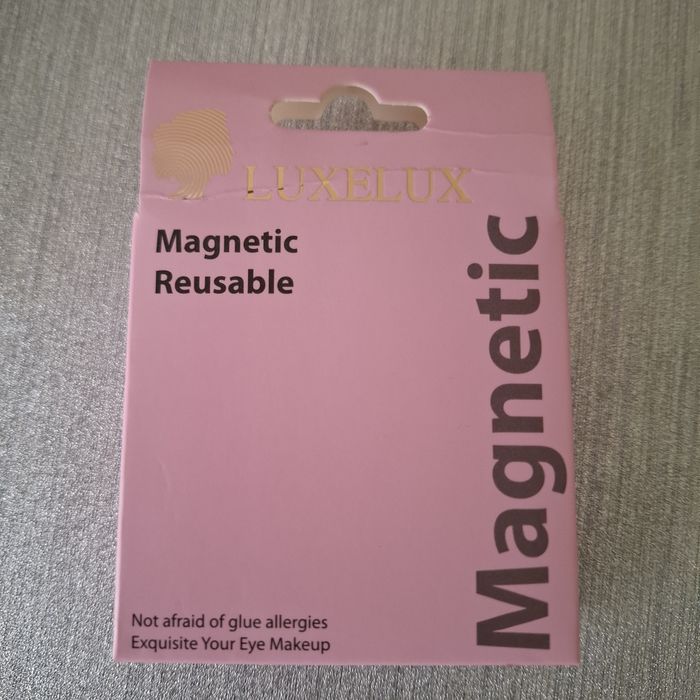 LUXELUX
Magnetic
Reusable
Magnetic
Not afraid of glue allergies
Exquisite Your Eye Makeup